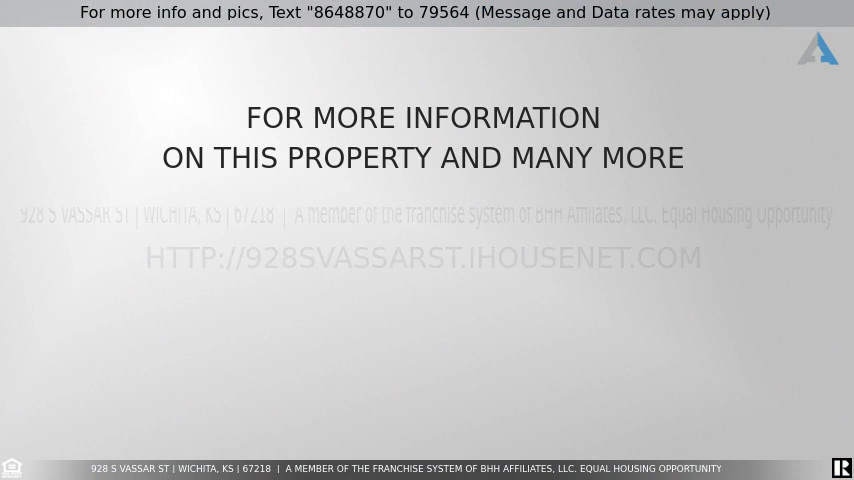 For more info and pics, Text "8648870" to 79564 (Message and Data rates may apply)
FOR MORE INFORMATION
ON THIS PROPERTY AND MANY MORE
928 S VASSAR ST | WICHITA, KS | 67218 | A member of the franchise system of BHH Affiliates, LLC. Equal Housing Opportunity
HTTP://928SVASSARST.IHOUSENET.COM
928 S VASSAR ST | WICHITA, KS | 67218 | A MEMBER OF THE FRANCHISE SYSTEM OF BHH AFFILIATES, LLC. EQUAL HOUSING OPPORTUNITY